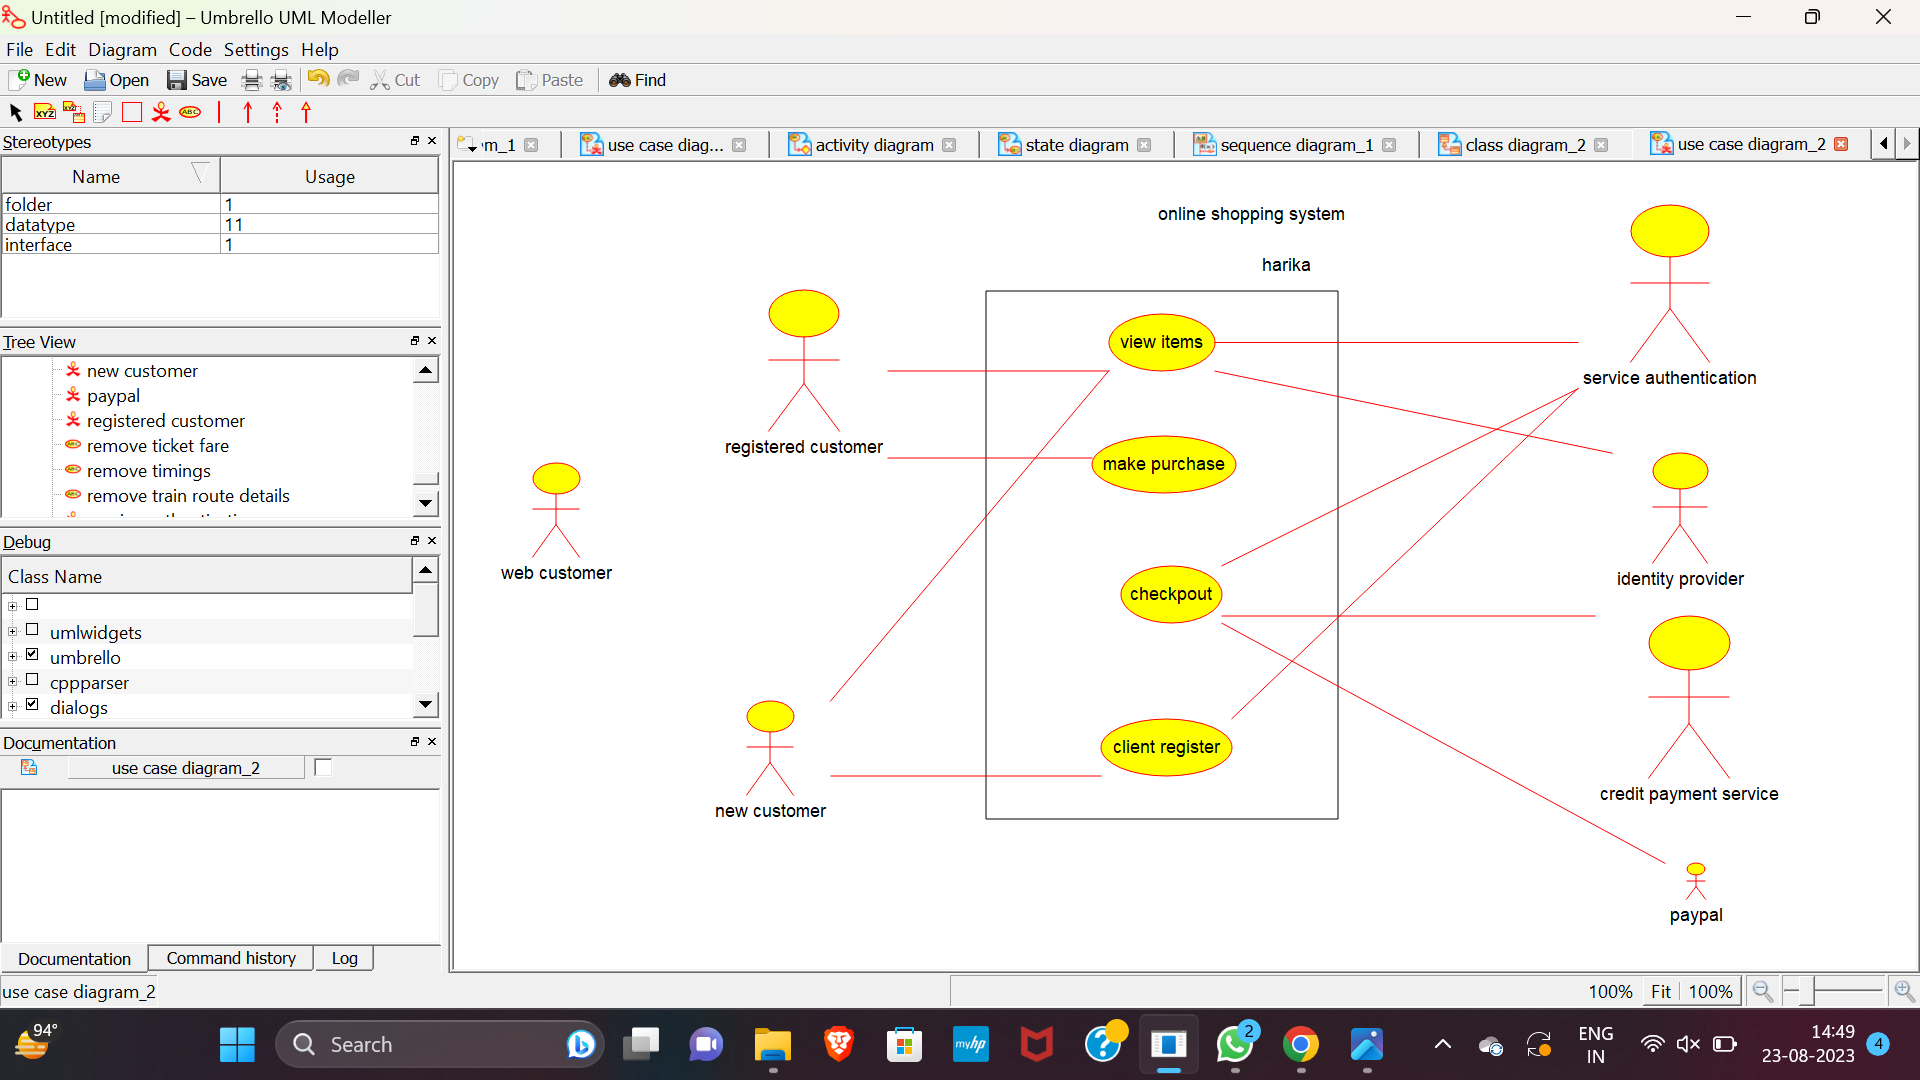 Untitled [modified] – Umbrello UML Modeller
File Edit Diagram Code Settings Help
New Open Save Cut Copy Paste Find
XYZ XYZ ABC
Stereotypes
Name Usage
folder 1
datatype 11
interface 1
Tree View
new customer
paypal
registered customer
remove ticket fare
remove timings
remove train route details
Debug
Class Name
umlwidgets
umbrello
cppparser
dialogs
Documentation
use case diagram_2
Documentation Command history Log
m_1 use case diag... activity diagram state diagram sequence diagram_1 class diagram_2 use case diagram_2
online shopping system
harika
view items
service authentication
registered customer
make purchase
web customer
identity provider
checkpout
client register
credit payment service
new customer
paypal
use case diagram_2
100% Fit 100%
94°
Search
myhp
2
ENG
IN
14:49
23-08-2023
4